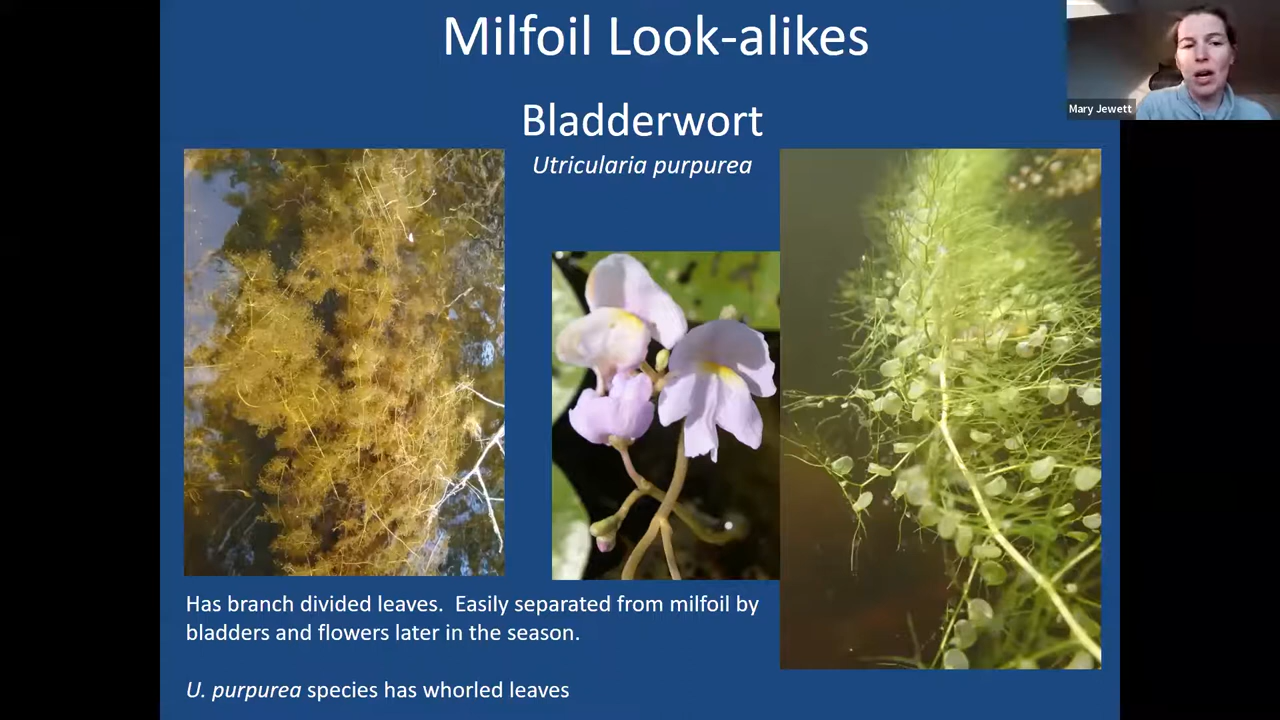 Milfoil Look-alikes
Mary Jewett
Bladderwort
Utricularia purpurea
Has branch divided leaves.  Easily separated from milfoil by
bladders and flowers later in the season.
U. purpurea species has whorled leaves